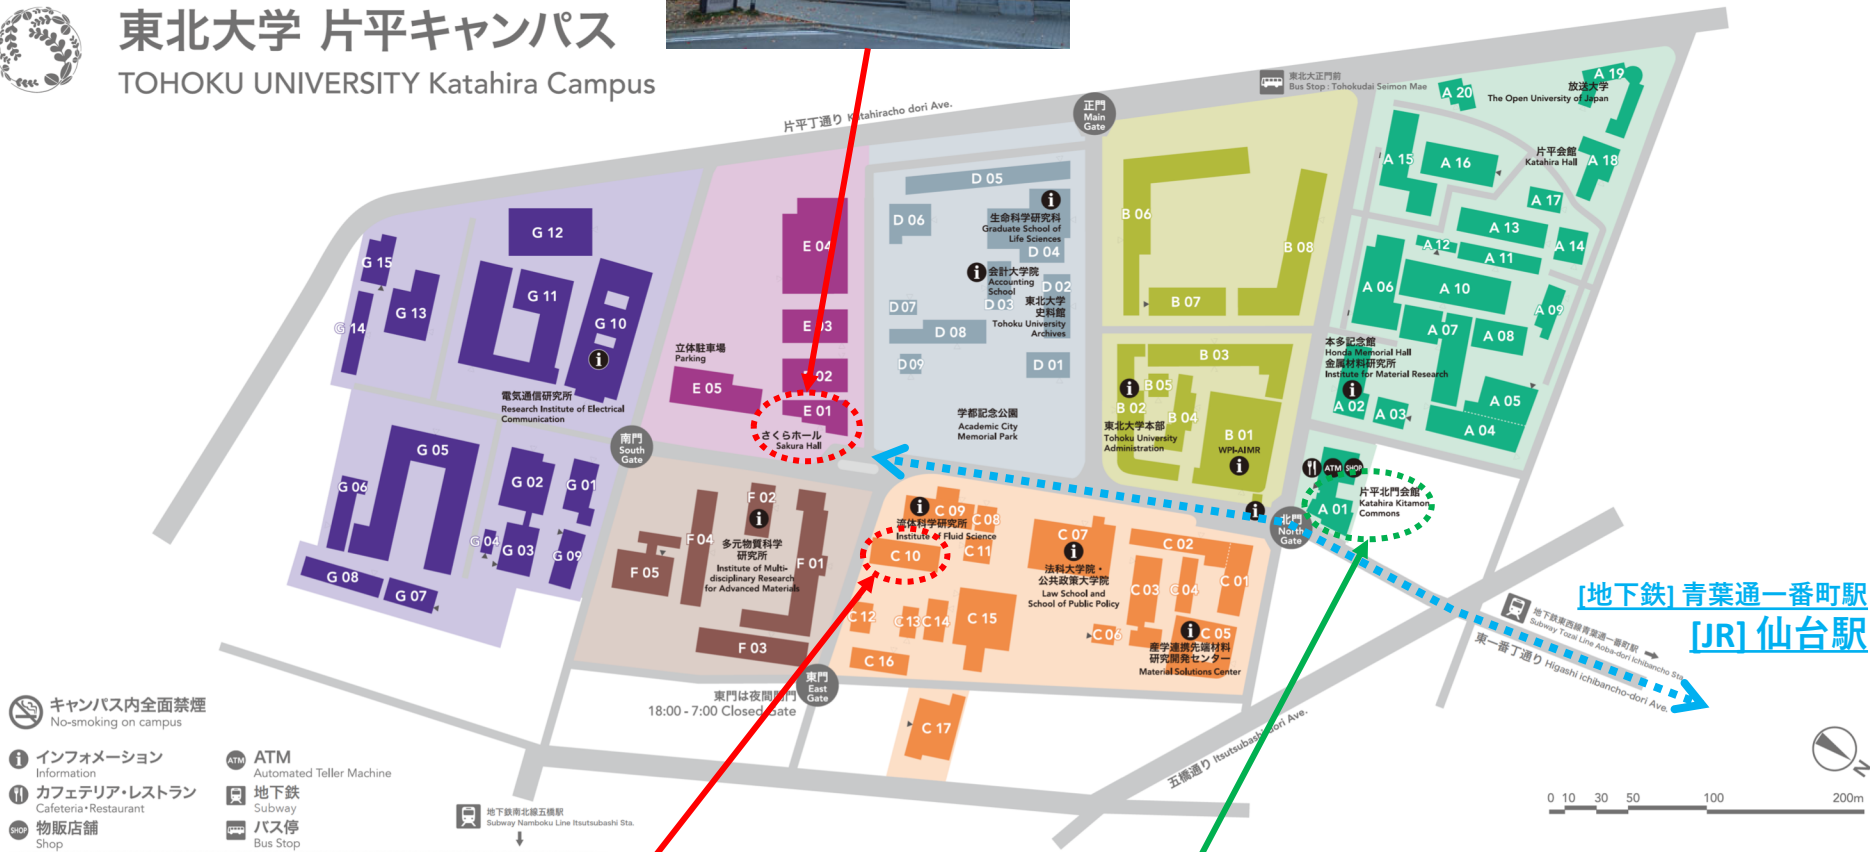 東北大学 片平キャンパス
TOHOKU UNIVERSITY Katahira Campus
片平丁通り Katahiracho dori Ave.
正門
Main
Gate
東北大正門前
Bus Stop : Tohokudai Seimon Mae
A 20
A 19
放送大学
The Open University of Japan
A 15
A 16
片平会館
Katahira Hall
A 18
A 17
A 13
A 12
A 11
A 14
A 06
A 10
A 09
A 07
A 08
本多記念館
Honda Memorial Hall
金属材料研究所
Institute for Material Research
A 02
A 03
A 05
A 04
ATM
SHOP
片平北門会館
Katahira Kitamon
Commons
A 01
北門
North
Gate
B 06
B 08
B 07
B 03
B 05
B 02
B 04
東北大学本部
Tohoku University
Administration
B 01
WPI-AIMR
D 05
D 06
生命科学研究科
Graduate School of
Life Sciences
D 04
会計大学院
Accounting
School
D 03
D 02
東北大学
史料館
Tohoku University
Archives
D 07
D 08
D 09
D 01
学都記念公園
Academic City
Memorial Park
E 04
E 03
E 02
立体駐車場
Parking
E 05
E 01
さくらホール
Sakura Hall
G 12
G 15
G 11
G 13
G 10
G 14
電気通信研究所
Research Institute of Electrical
Communication
南門
South
Gate
G 05
G 02
G 01
G 06
G 04
G 03
G 09
G 08
G 07
F 02
F 04
多元物質科学
研究所
Institute of Multi-
disciplinary Research
for Advanced Materials
F 01
F 05
F 03
C 09
C 08
流体科学研究所
Institute of Fluid Science
C 10
C 11
C 07
法科大学院・
公共政策大学院
Law School and
School of Public Policy
C 02
C 03
C 04
C 01
C 12
C 13
C 14
C 15
C 06
C 05
産学連携先端材料
研究開発センター
Material Solutions Center
C 16
C 17
東門
East
Gate
東門は夜間閉門
18:00 - 7:00 Closed Gate
[地下鉄] 青葉通一番町駅
[JR] 仙台駅
地下鉄東西線青葉通一番町駅
Subway Tozai Line Aoba-dori Ichibancho Sta.
東一番丁通り Higashi ichibancho-dori Ave.
五橋通り Itsutsubashi dori Ave.
地下鉄南北線五橋駅
Subway Namboku Line Itsutsubashi Sta.
キャンパス内全面禁煙
No-smoking on campus
インフォメーション
Information
カフェテリア・レストラン
Cafeteria・Restaurant
SHOP
物販店舗
Shop
ATM
ATM
Automated Teller Machine
地下鉄
Subway
バス停
Bus Stop
N
0 10 30 50 100 200m